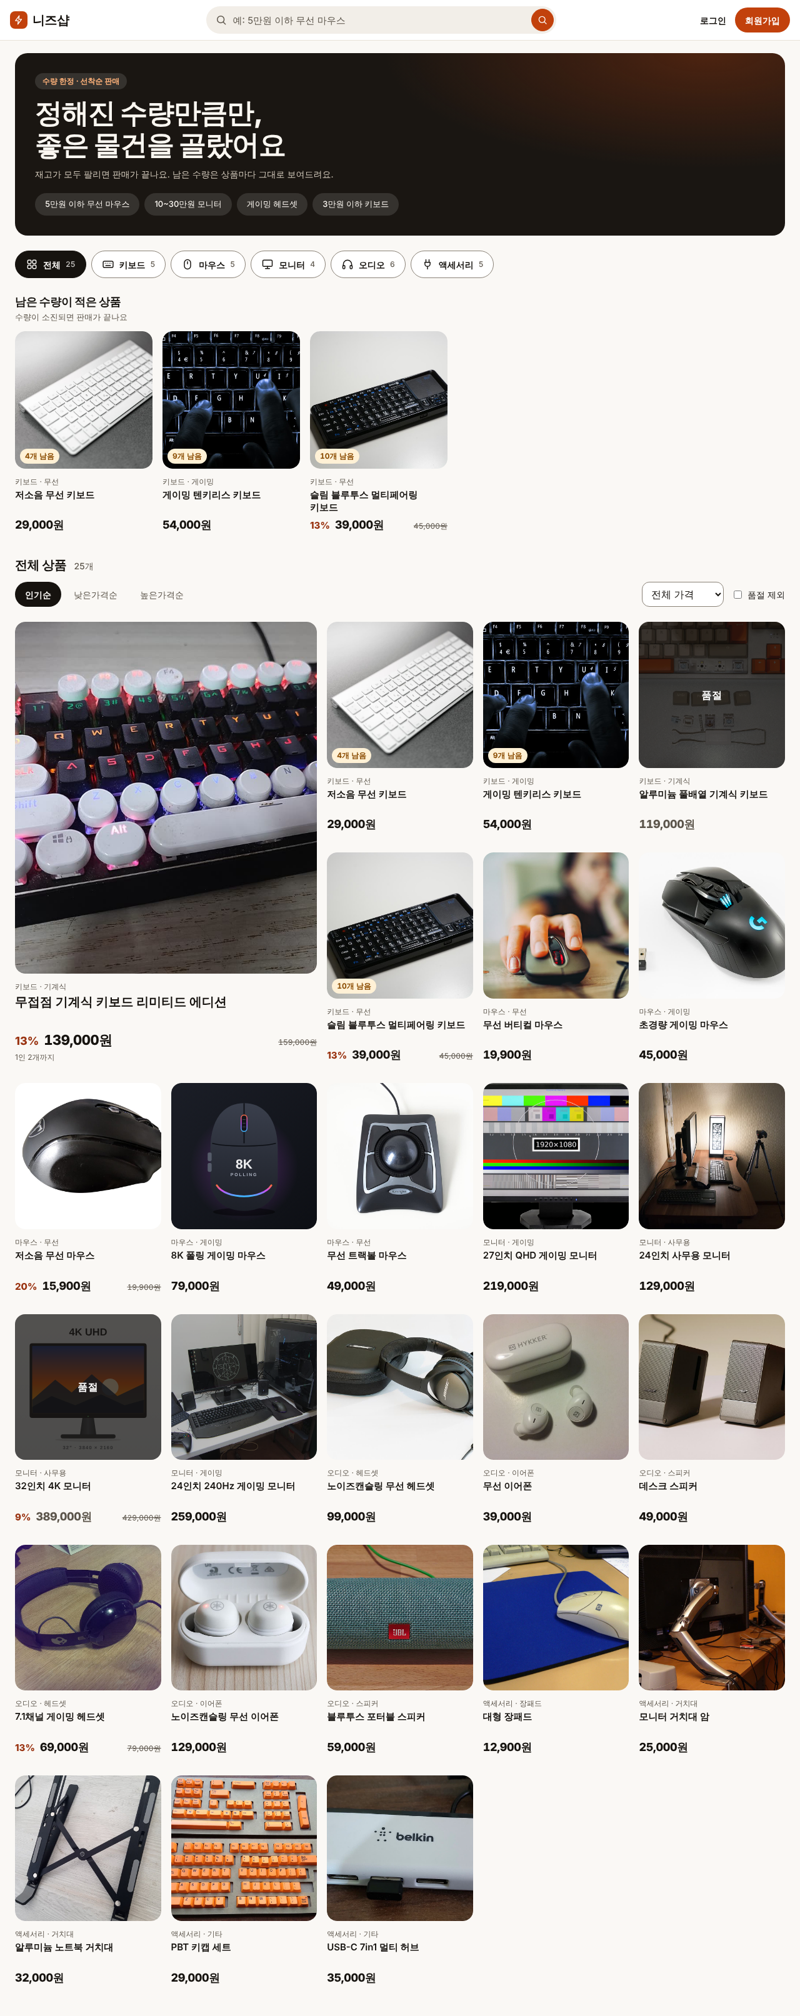 니즈샵
예: 5만원 이하 무선 마우스
로그인
회원가입
수량 한정 · 선착순 판매
정해진 수량만큼만,
좋은 물건을 골랐어요
재고가 모두 팔리면 판매가 끝나요. 남은 수량은 상품마다 그대로 보여드려요.
5만원 이하 무선 마우스
10~30만원 모니터
게이밍 헤드셋
3만원 이하 키보드
전체 25
키보드 5
마우스 5
모니터 4
오디오 6
액세서리 5
남은 수량이 적은 상품
수량이 소진되면 판매가 끝나요
4개 남음
키보드 · 무선
저소음 무선 키보드
29,000원
9개 남음
키보드 · 게이밍
게이밍 텐키리스 키보드
54,000원
10개 남음
키보드 · 무선
슬림 블루투스 멀티페어링
키보드
13% 39,000원 45,000원
전체 상품 25개
인기순
낮은가격순
높은가격순
전체 가격
품절 제외
Alt
키보드 · 기계식
무접점 기계식 키보드 리미티드 에디션
13% 139,000원 159,000원
1인 2개까지
4개 남음
키보드 · 무선
저소음 무선 키보드
29,000원
9개 남음
키보드 · 게이밍
게이밍 텐키리스 키보드
54,000원
품절
키보드 · 기계식
알루미늄 풀배열 기계식 키보드
119,000원
10개 남음
키보드 · 무선
슬림 블루투스 멀티페어링 키보드
13% 39,000원 45,000원
마우스 · 무선
무선 버티컬 마우스
19,900원
마우스 · 게이밍
초경량 게이밍 마우스
45,000원
마우스 · 무선
저소음 무선 마우스
20% 15,900원 19,900원
8K
POLLING
마우스 · 게이밍
8K 폴링 게이밍 마우스
79,000원
마우스 · 무선
무선 트랙볼 마우스
49,000원
1920×1080
모니터 · 게이밍
27인치 QHD 게이밍 모니터
219,000원
모니터 · 사무용
24인치 사무용 모니터
129,000원
4K UHD
품절
모니터 · 사무용
32인치 4K 모니터
9% 389,000원 429,000원
모니터 · 게이밍
24인치 240Hz 게이밍 모니터
259,000원
오디오 · 헤드셋
노이즈캔슬링 무선 헤드셋
99,000원
HYKKER
오디오 · 이어폰
무선 이어폰
39,000원
오디오 · 스피커
데스크 스피커
49,000원
오디오 · 헤드셋
7.1채널 게이밍 헤드셋
13% 69,000원 79,000원
오디오 · 이어폰
노이즈캔슬링 무선 이어폰
129,000원
JBL
오디오 · 스피커
블루투스 포터블 스피커
59,000원
액세서리 · 장패드
대형 장패드
12,900원
액세서리 · 거치대
모니터 거치대 암
25,000원
액세서리 · 거치대
알루미늄 노트북 거치대
32,000원
액세서리 · 기타
PBT 키캡 세트
29,000원
belkin
액세서리 · 기타
USB-C 7in1 멀티 허브
35,000원